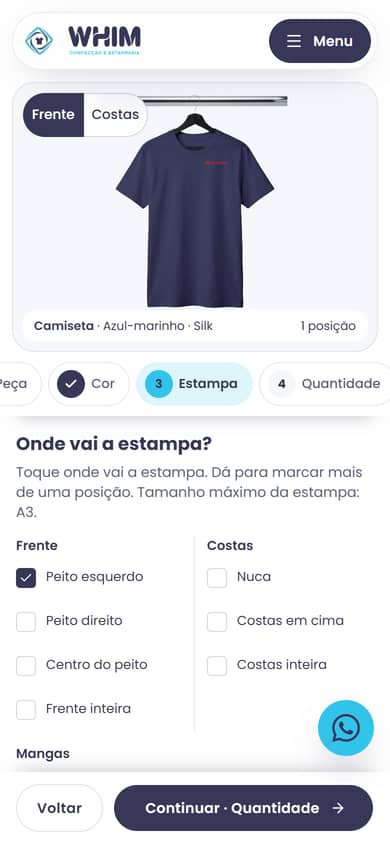 WHIM
CONFECÇÃO E ESTAMPARIA
Menu
Frente
Costas
Camiseta · Azul-marinho · Silk
1 posição
Peça
Cor
3 Estampa
4 Quantidade
Onde vai a estampa?
Toque onde vai a estampa. Dá para marcar mais
de uma posição. Tamanho máximo da estampa:
A3.
Frente
Peito esquerdo
Peito direito
Centro do peito
Frente inteira
Costas
Nuca
Costas em cima
Costas inteira
Mangas
Voltar
Continuar · Quantidade